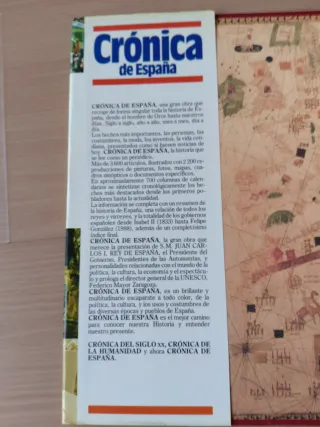 Crónica
de España
CRÓNICA DE ESPAÑA, una gran obra que
recoge de forma singular toda la historia de Es-
paña, desde el hombre de Orce hasta nuestros
días. Siglo a siglo, año a año, mes a mes, día a
día.
Los hechos más importantes, las personas, las
costumbres, la moda, los inventos, la vida coti-
diana, presentados como si fuesen noticias de
hoy. CRÓNICA DE ESPAÑA, la historia que
se lee como un periódico.
Más de 3 600 artículos, ilustrados con 2 200 re-
producciones de pinturas, fotos, mapas, cua-
dros sinópticos o documentos específicos.
En aproximadamente 700 columnas de calen-
dario se sintetizan cronológicamente los he-
chos más destacados desde los primeros po-
bladores hasta la actualidad.
La información se completa con un resumen de
la historia de España, una relación de todos los
reyes y virreyes, y la totalidad de los gobiernos
españoles desde Isabel II (1833) hasta Felipe
González (1988), además de un completísimo
índice final.
CRÓNICA DE ESPAÑA, la gran obra que
merece la presentación de S.M. JUAN CAR-
LOS I, REY DE ESPAÑA, el Presidente del
Gobierno, Presidentes de las Autonomías, y
personalidades relacionadas con el mundo de la
política, la cultura, la economía y el espectácu-
lo y prologa el director general de la UNESCO,
Federico Mayor Zaragoza.
CRÓNICA DE ESPAÑA, es un brillante y
multitudinario escaparate a todo color, de la
política, la cultura, y los usos y costumbres de
las diversas épocas y pueblos de España.
CRÓNICA DE ESPAÑA es el mejor camino
para conocer nuestra Historia y entender
nuestro presente.
CRÓNICA DEL SIGLO XX, CRÓNICA DE
LA HUMANIDAD y ahora CRÓNICA DE
ESPAÑA.